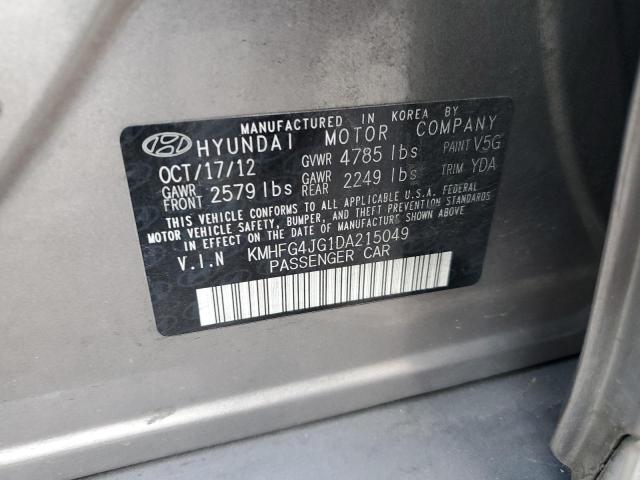 MANUFACTURED IN KOREA BY
HYUNDAI MOTOR COMPANY
OCT/17/12 GVWR 4785 lbs PAINT V5G
GAWR FRONT 2579 lbs GAWR REAR 2249 lbs TRIM YDA
THIS VEHICLE CONFORMS TO ALL APPLICABLE U.S.A. FEDERAL
MOTOR VEHICLE SAFETY, BUMPER, AND THEFT PREVENTION STANDARDS
IN EFFECT ON THE DATE OF MANUFACTURE SHOWN ABOVE.
V.I.N KMHFG4JG1DA215049
PASSENGER CAR